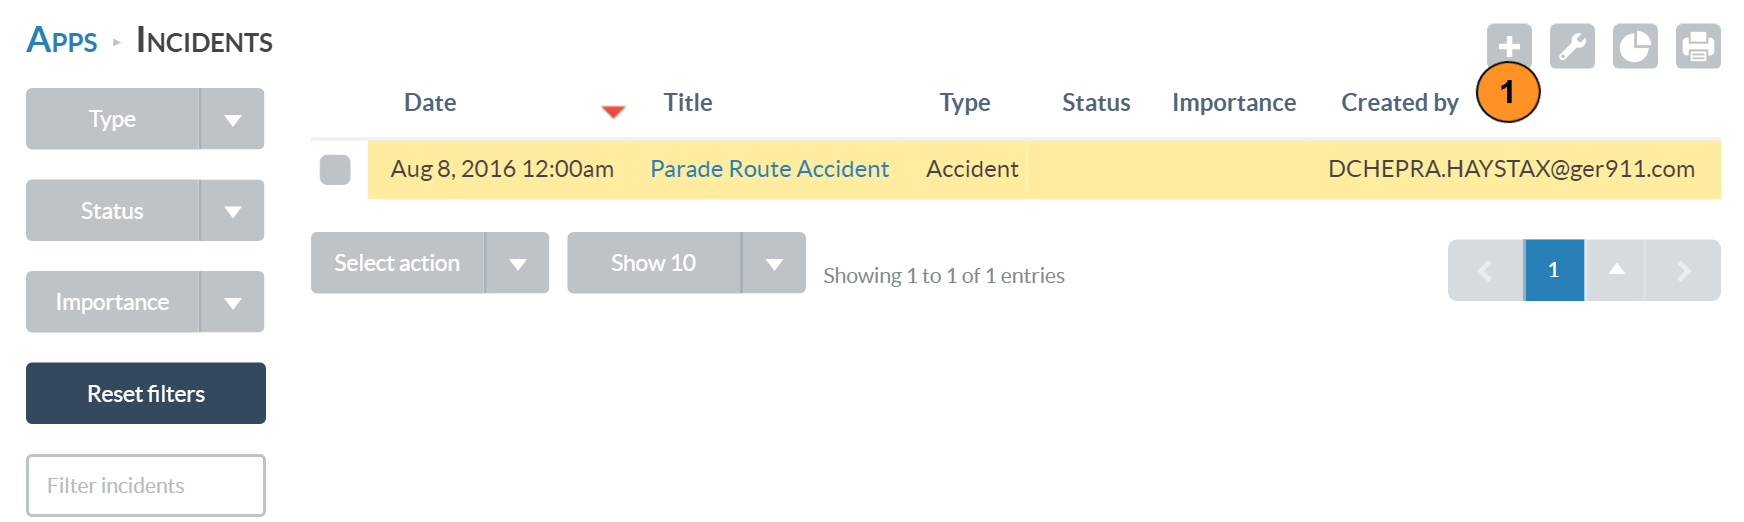 Apps ▸ Incidents
1
Date Title Type Status Importance Created by
Type
Aug 8, 2016 12:00am Parade Route Accident Accident DCHEPRA.HAYSTAX@ger911.com
Status
Select action Show 10 Showing 1 to 1 of 1 entries 1
Importance
Reset filters
Filter incidents